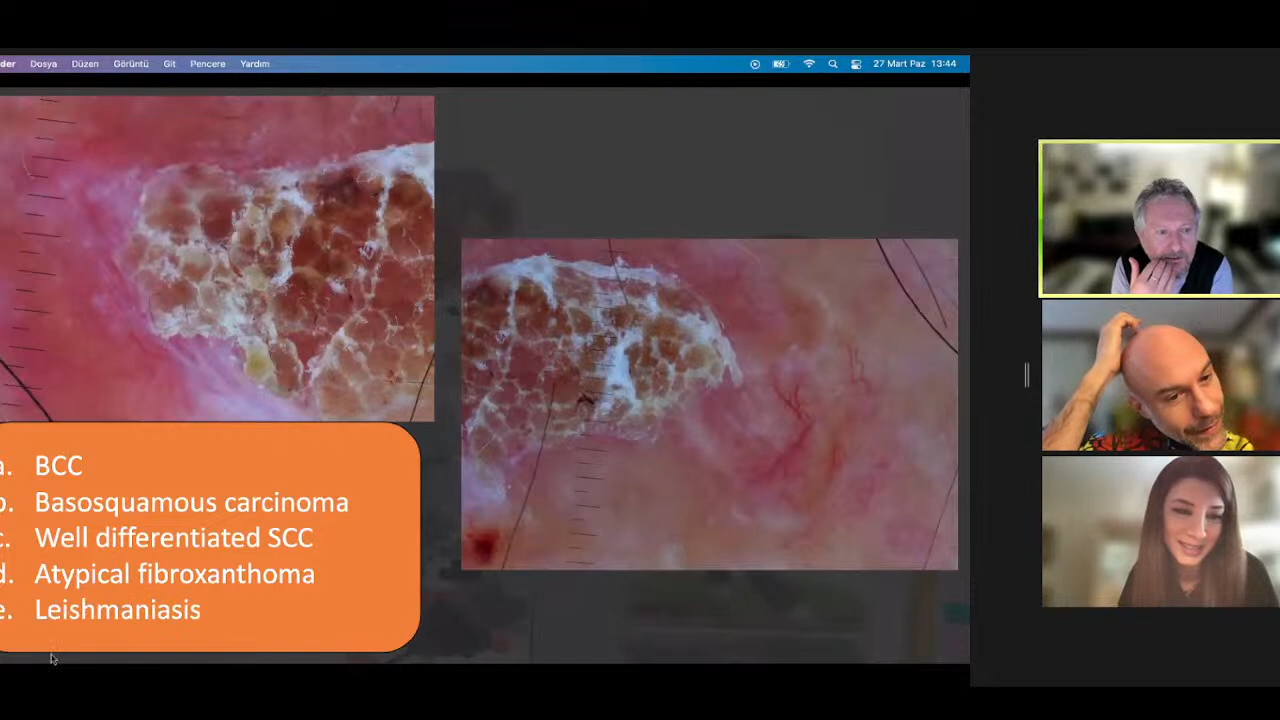 der Dosya Düzen Görüntü Git Pencere Yardım 27 Mart Paz 13:44
a. BCC
b. Basosquamous carcinoma
c. Well differentiated SCC
d. Atypical fibroxanthoma
e. Leishmaniasis